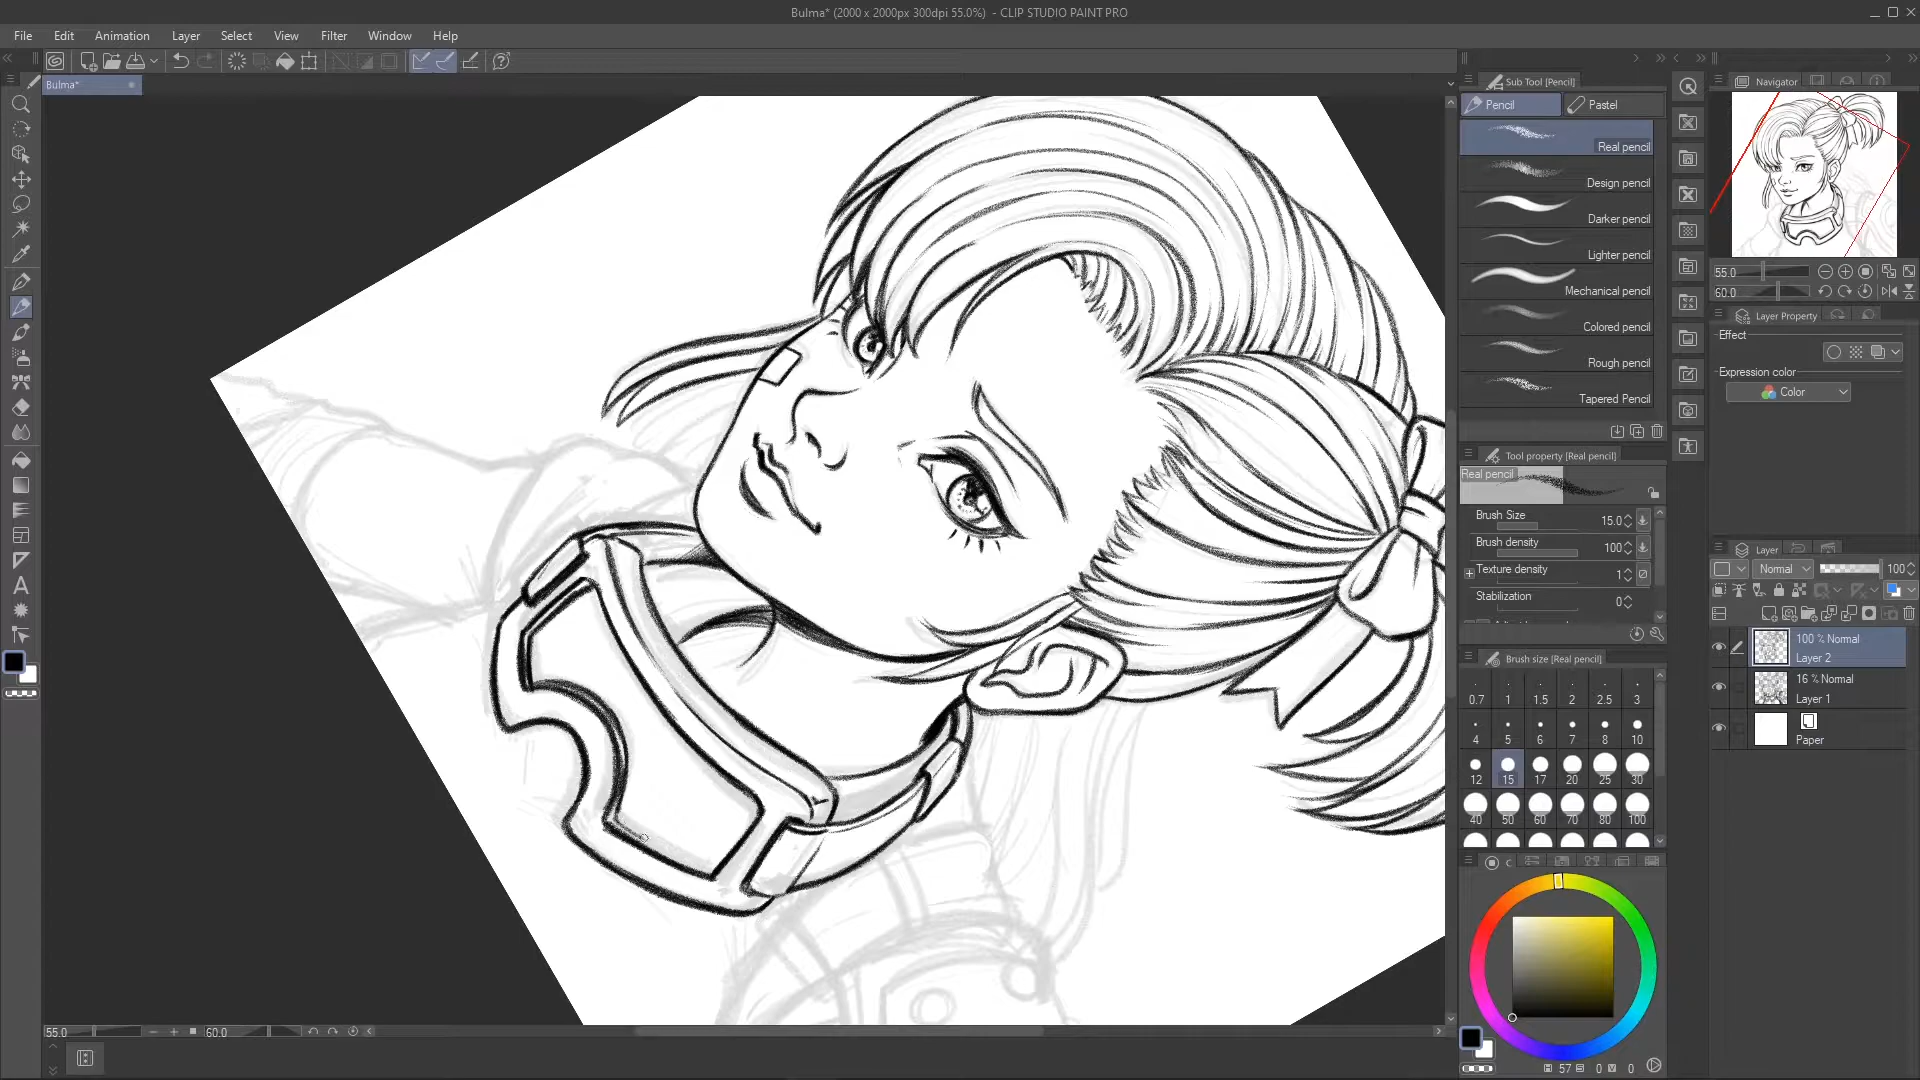 Bulma* (2000 x 2000px 300dpi 55.0%) - CLIP STUDIO PAINT PRO
File Edit Animation Layer Select View Filter Window Help
Bulma*
Sub Tool [Pencil]
Pencil Pastel
Real pencil
Design pencil
Darker pencil
Lighter pencil
Mechanical pencil
Colored pencil
Rough pencil
Tapered Pencil
Tool property [Real pencil]
Real pencil
Brush Size 15.0
Brush density 100
Texture density 1
Stabilization 0
Brush size [Real pencil]
0.7 1 1.5 2 2.5 3
4 5 6 7 8 10
12 15 17 20 25 30
40 50 60 70 80 100
57 0 0
Navigator
55.0
60.0
Layer Property
Effect
Expression color
Color
Layer
Normal 100
100 % Normal
Layer 2
16 % Normal
Layer 1
Paper
55.0 60.0